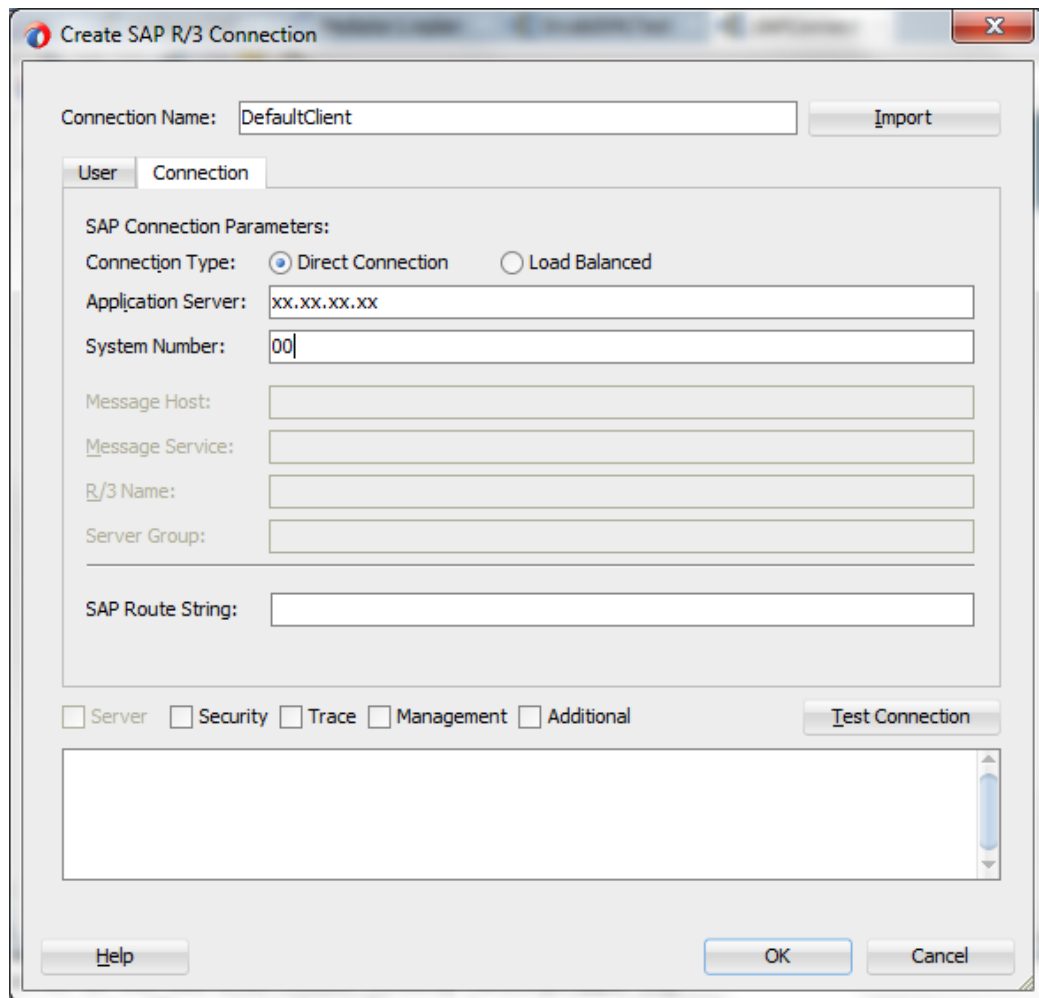 Create SAP R/3 Connection
Connection Name: DefaultClient Import
User Connection
SAP Connection Parameters:
Connection Type: Direct Connection Load Balanced
Application Server: xx.xx.xx.xx
System Number: 00
Message Host:
Message Service:
R/3 Name:
Server Group:
SAP Route String:
Server Security Trace Management Additional Test Connection
Help OK Cancel